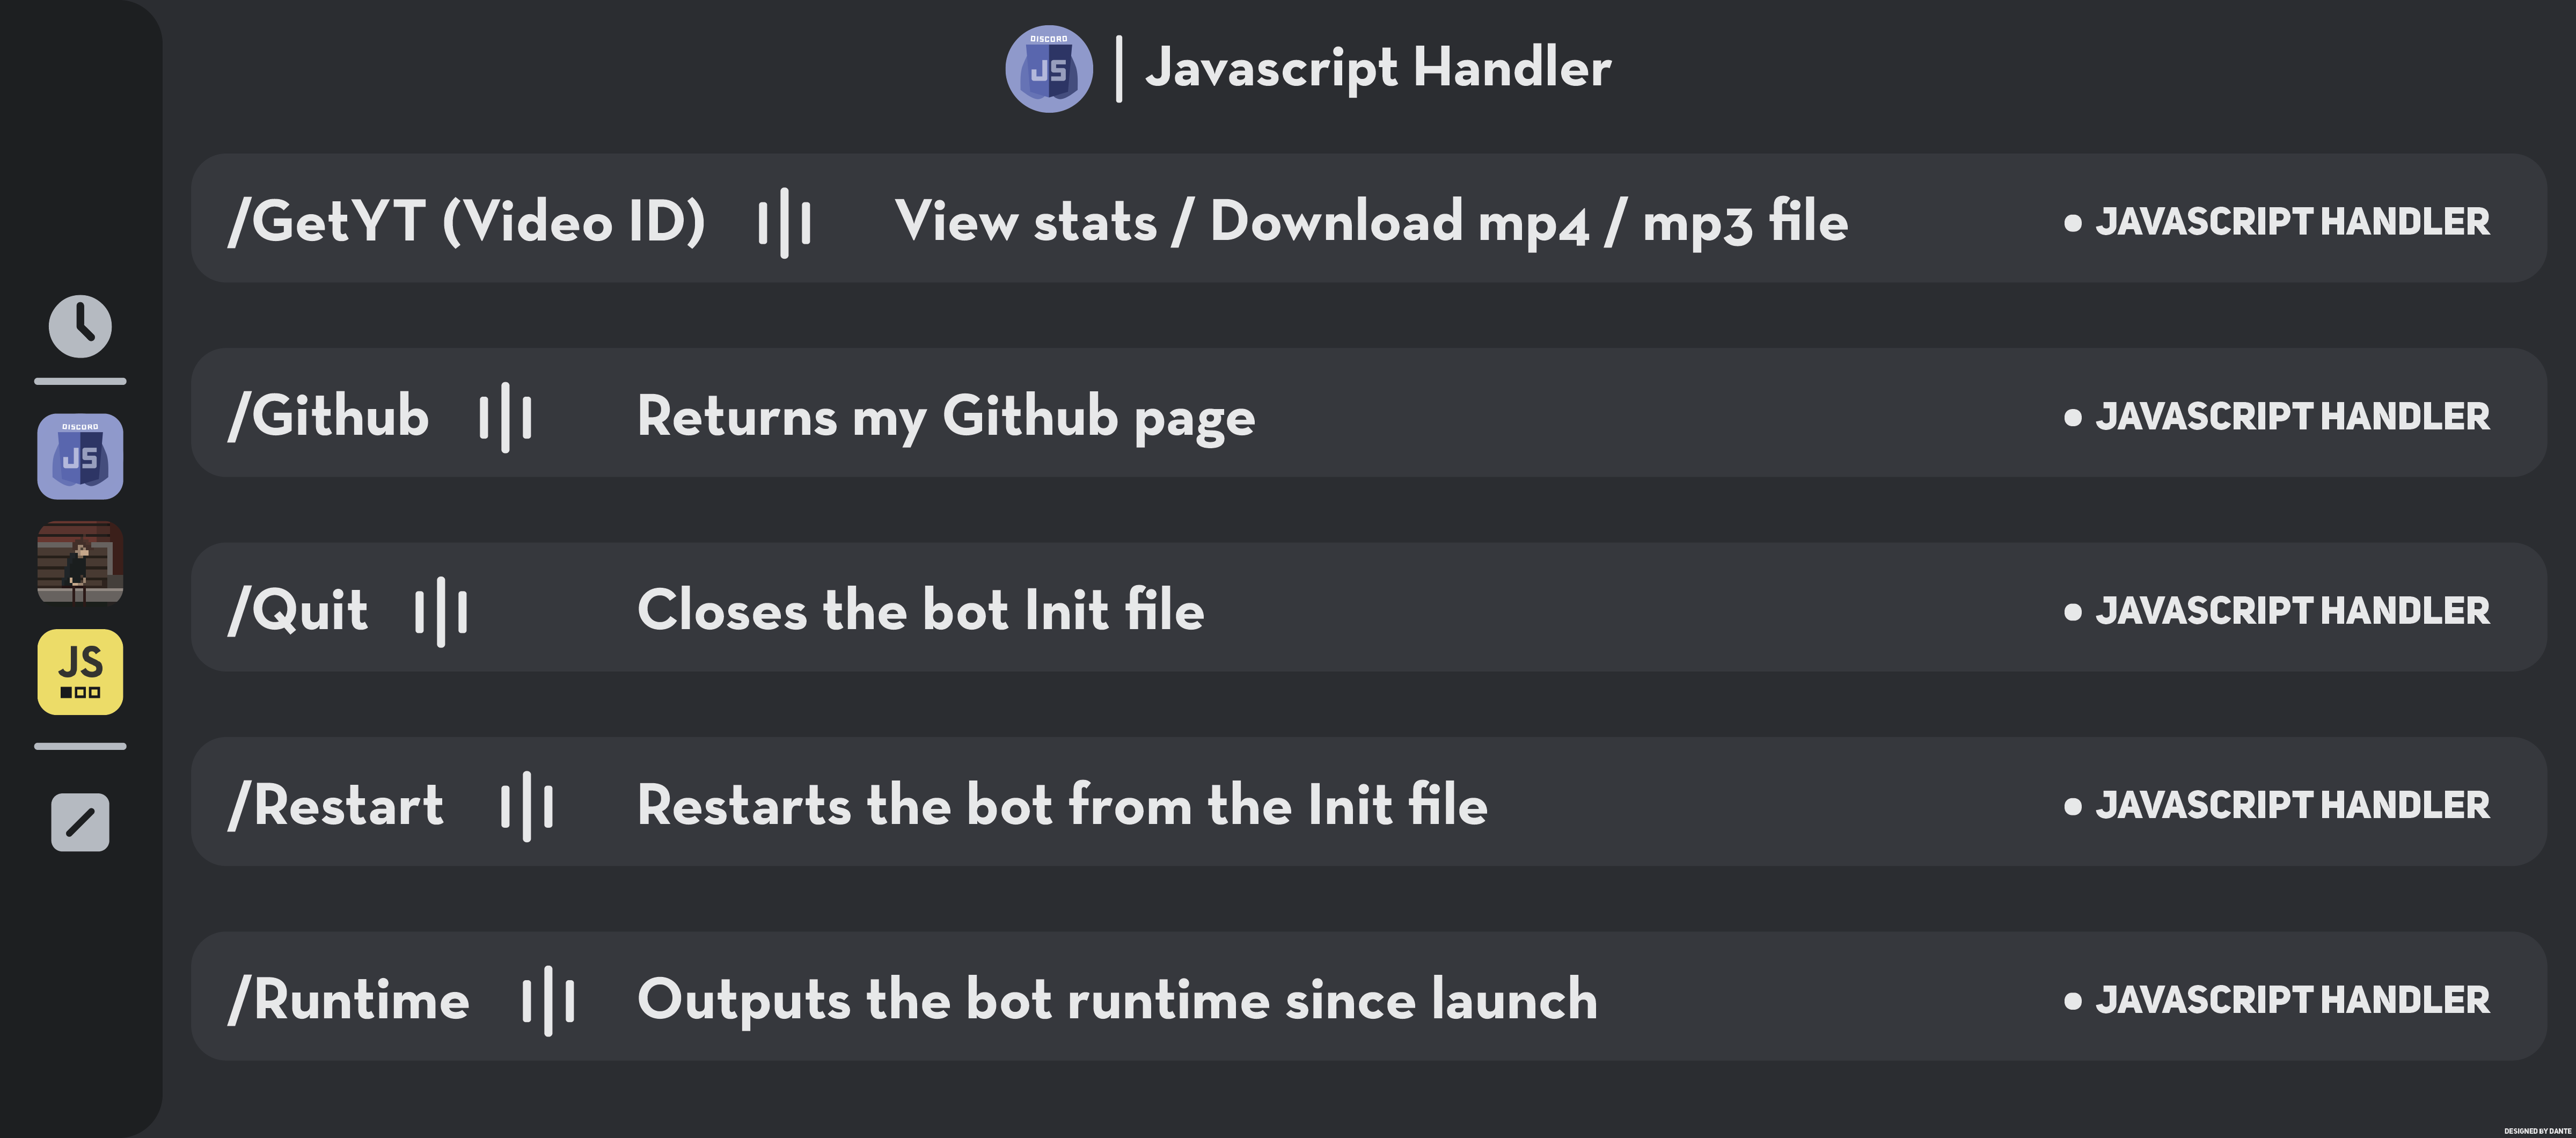 DISCORD
JS
Javascript Handler
/GetYT (Video ID) View stats / Download mp4 / mp3 file • JAVASCRIPT HANDLER
/Github Returns my Github page • JAVASCRIPT HANDLER
DISCORD
JS
/Quit Closes the bot Init file • JAVASCRIPT HANDLER
JS
/Restart Restarts the bot from the Init file • JAVASCRIPT HANDLER
/Runtime Outputs the bot runtime since launch • JAVASCRIPT HANDLER
DESIGNED BY DANTE